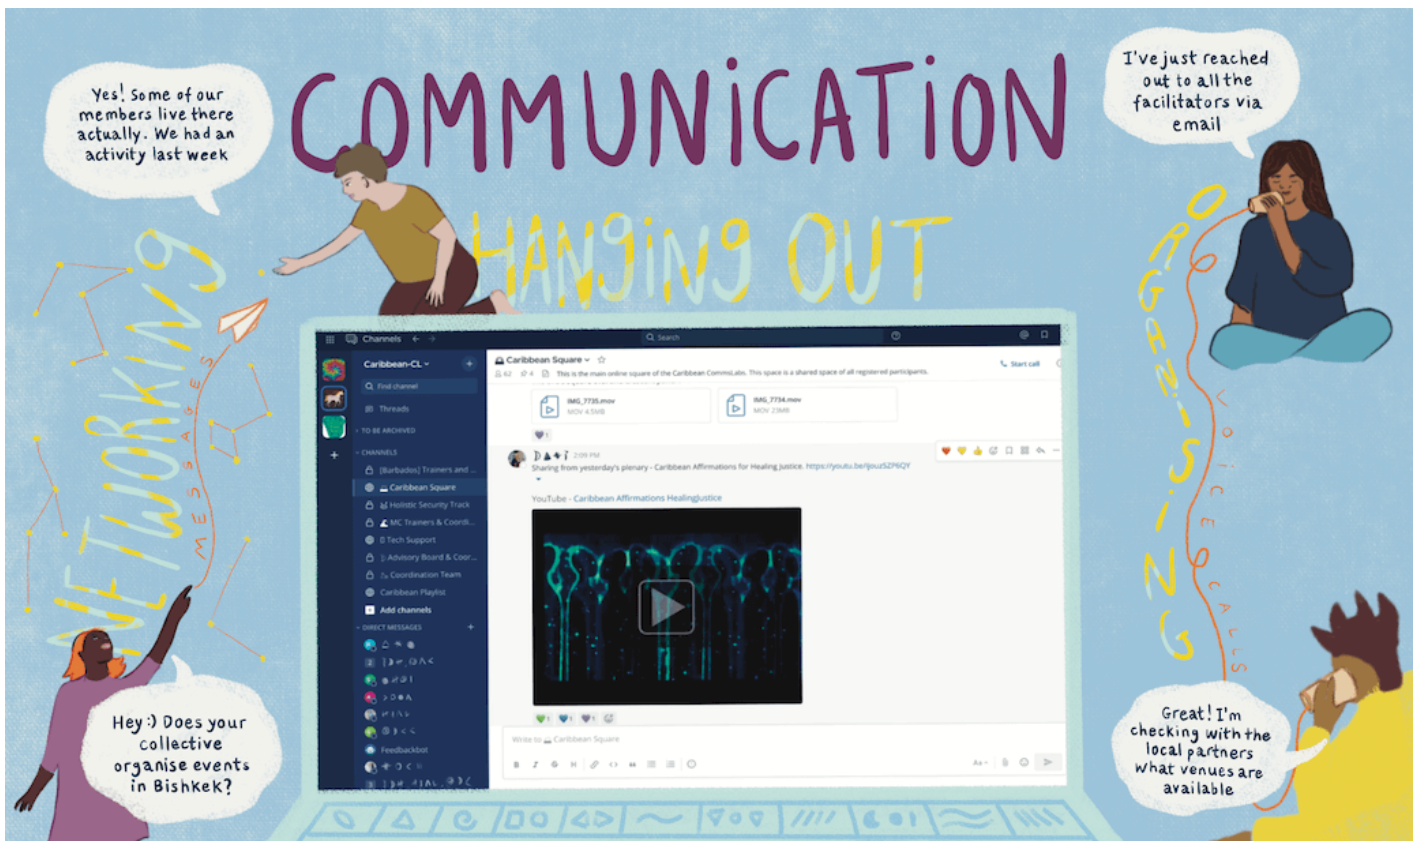 COMMUNiCATiON
HANgiNg OUT
NETWORKiNg
MESSAGES
ORGANiSiNG
VOICE CALLS
Yes! Some of our
members live there
actually. We had an
activity last week
Hey :) Does your
collective
organise events
in Bishkek?
I've just reached
out to all the
facilitators via
email
Great! I'm
checking with the
local partners
what venues are
available
Channels
Search
Caribbean-CL
Find channel
Threads
TO BE ARCHIVED
CHANNELS
[Barbados] Trainers and ...
Caribbean Square
Holistic Security Track
MC Trainers & Coordi...
Tech Support
Advisory Board & Coor...
Coordination Team
Caribbean Playlist
Add channels
DIRECT MESSAGES
Feedbackbot
Caribbean Square
62 4 This is the main online square of the Caribbean CommsLabs. This space is a shared space of all registered participants.
Start call
IMG_7735.mov
MOV 4.5MB
IMG_7734.mov
MOV 23MB
1
2:09 PM
Sharing from yesterday's plenary - Caribbean Affirmations for Healing Justice.
YouTube - Caribbean Affirmations HealingJustice
1 1 1
Write to Caribbean Square
B I S H
Aa